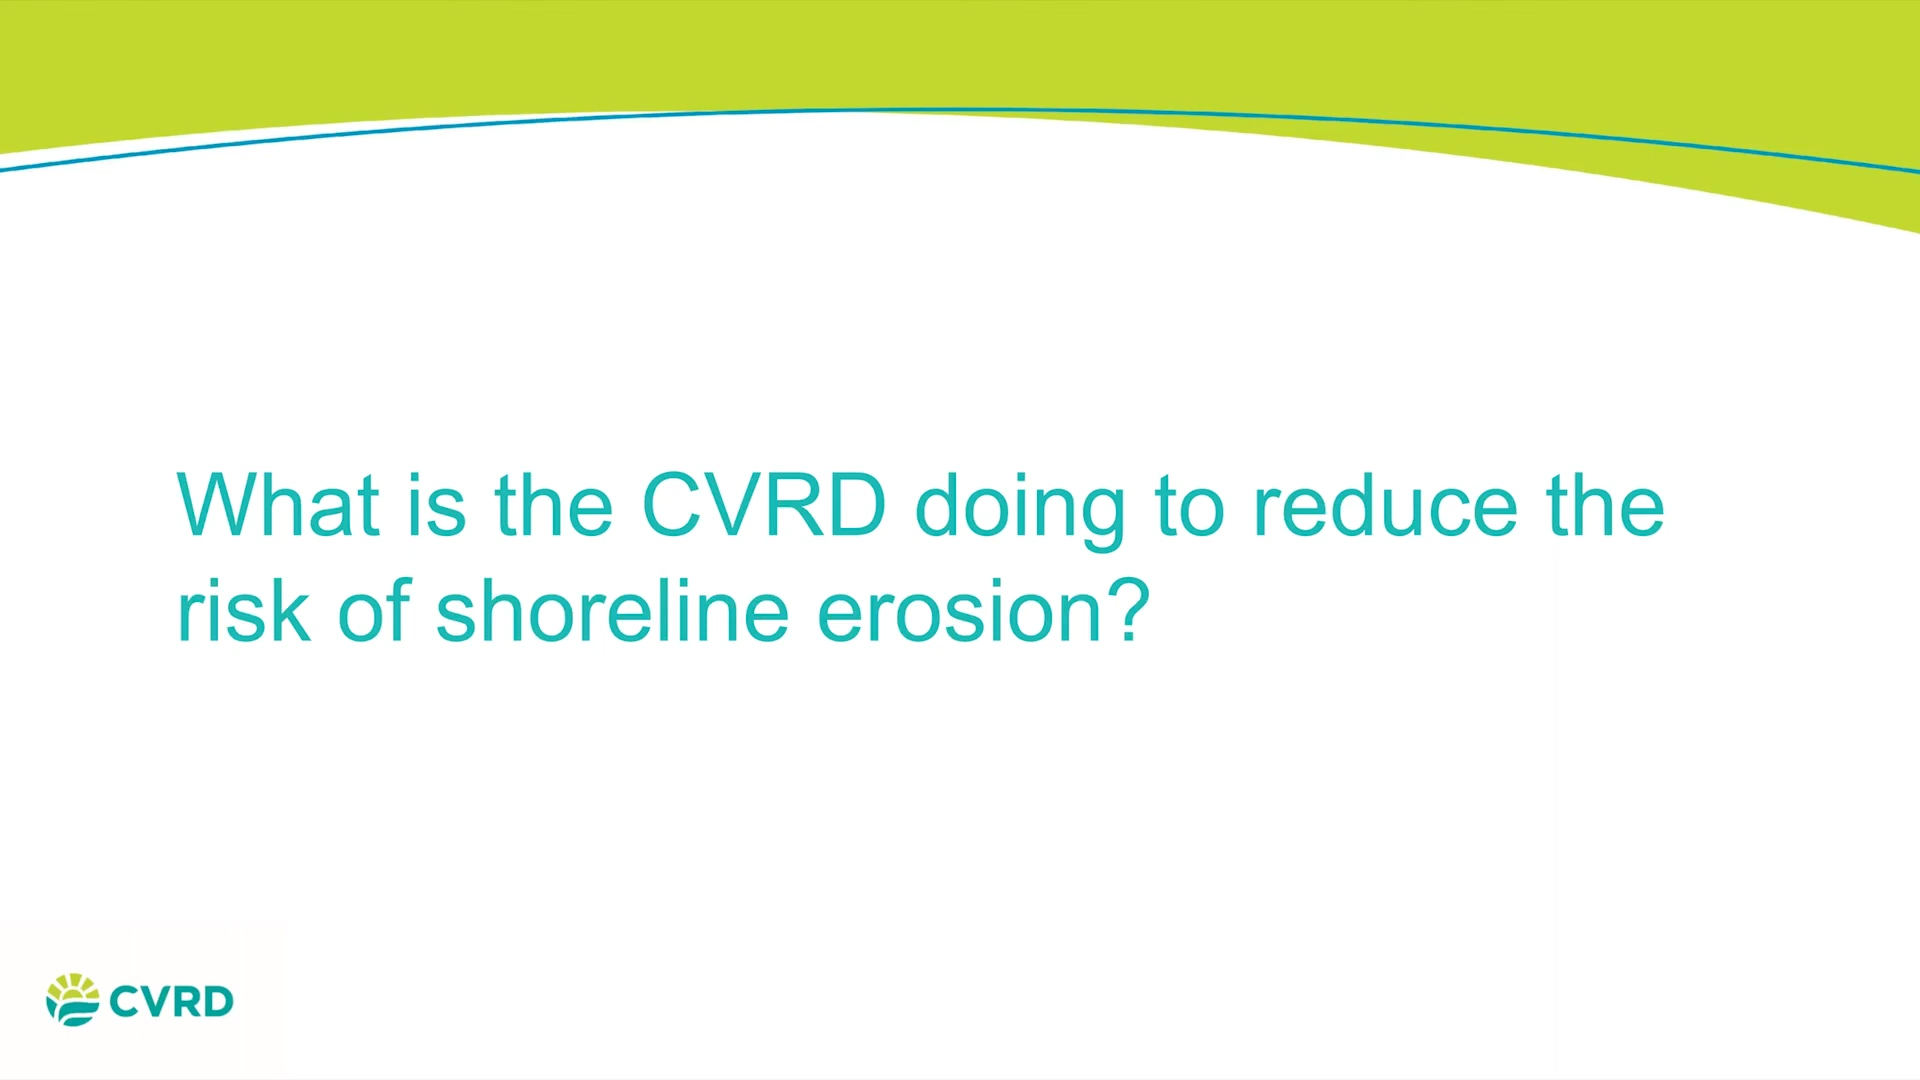 What is the CVRD doing to reduce the
risk of shoreline erosion?
CVRD